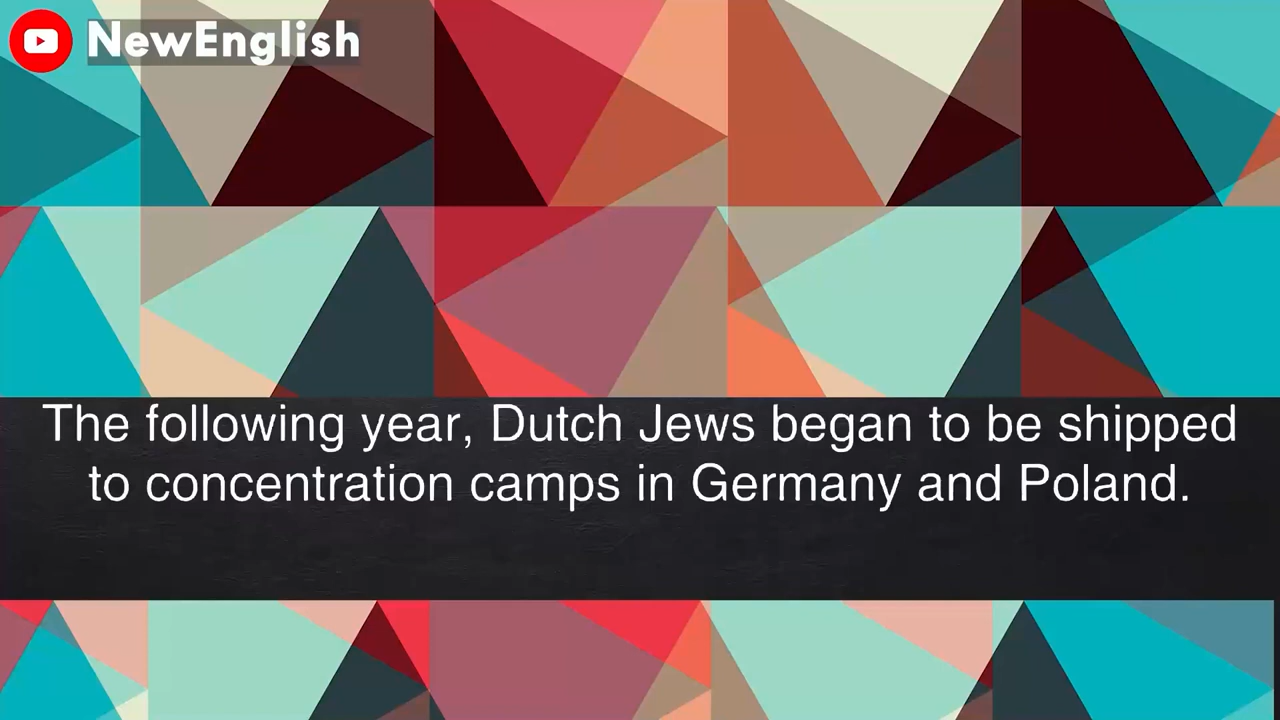 NewEnglish
The following year, Dutch Jews began to be shipped
to concentration camps in Germany and Poland.